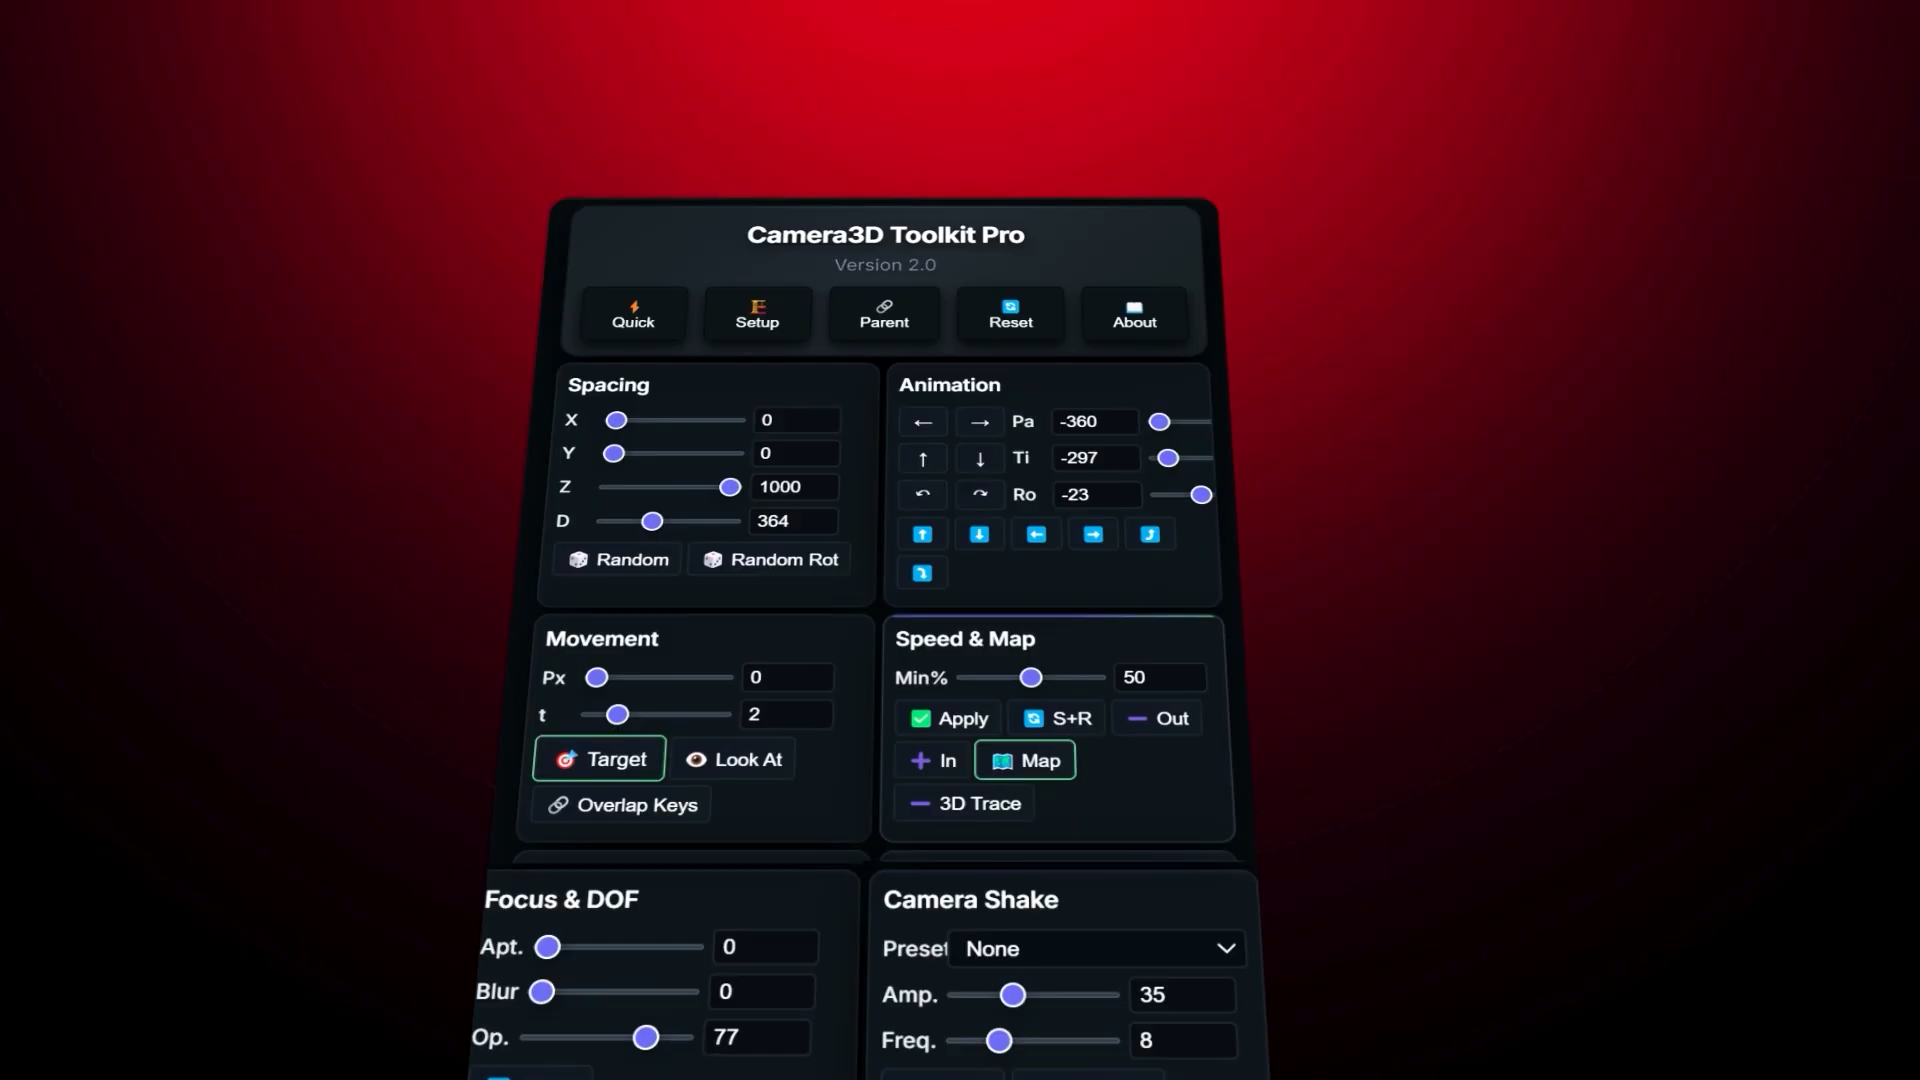 Camera3D Toolkit Pro
Version 2.0
Quick Setup Parent Reset About
Spacing
X 0
Y 0
Z 1000
D 364
Random Random Rot
Animation
← → Pa -360
↑ ↓ Ti -297
↶ ↷ Ro -23
Movement
Px 0
t 2
Target Look At
Overlap Keys
Speed & Map
Min% 50
Apply S+R Out
In Map
3D Trace
Focus & DOF
Apt. 0
Blur 0
Op. 77
Camera Shake
Preset None
Amp. 35
Freq. 8